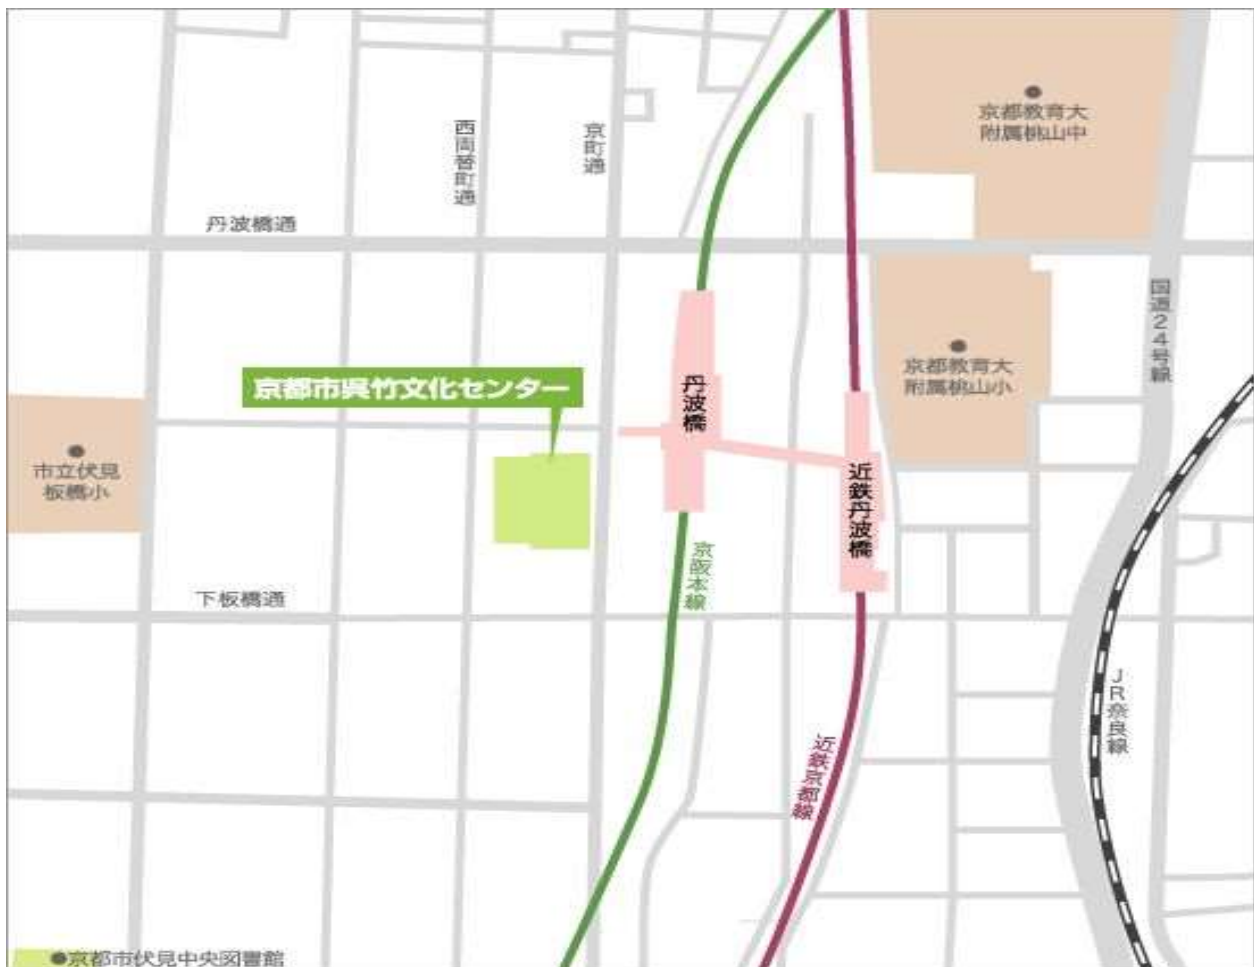 京都教育大
附属桃山中
西両替町通
京町通
丹波橋通
国道24号線
京都教育大
附属桃山小
京都市呉竹文化センター
丹波橋
市立伏見
板橋小
近鉄丹波橋
京阪本線
下板橋通
JR奈良線
近鉄京都線
京都市伏見中央図書館